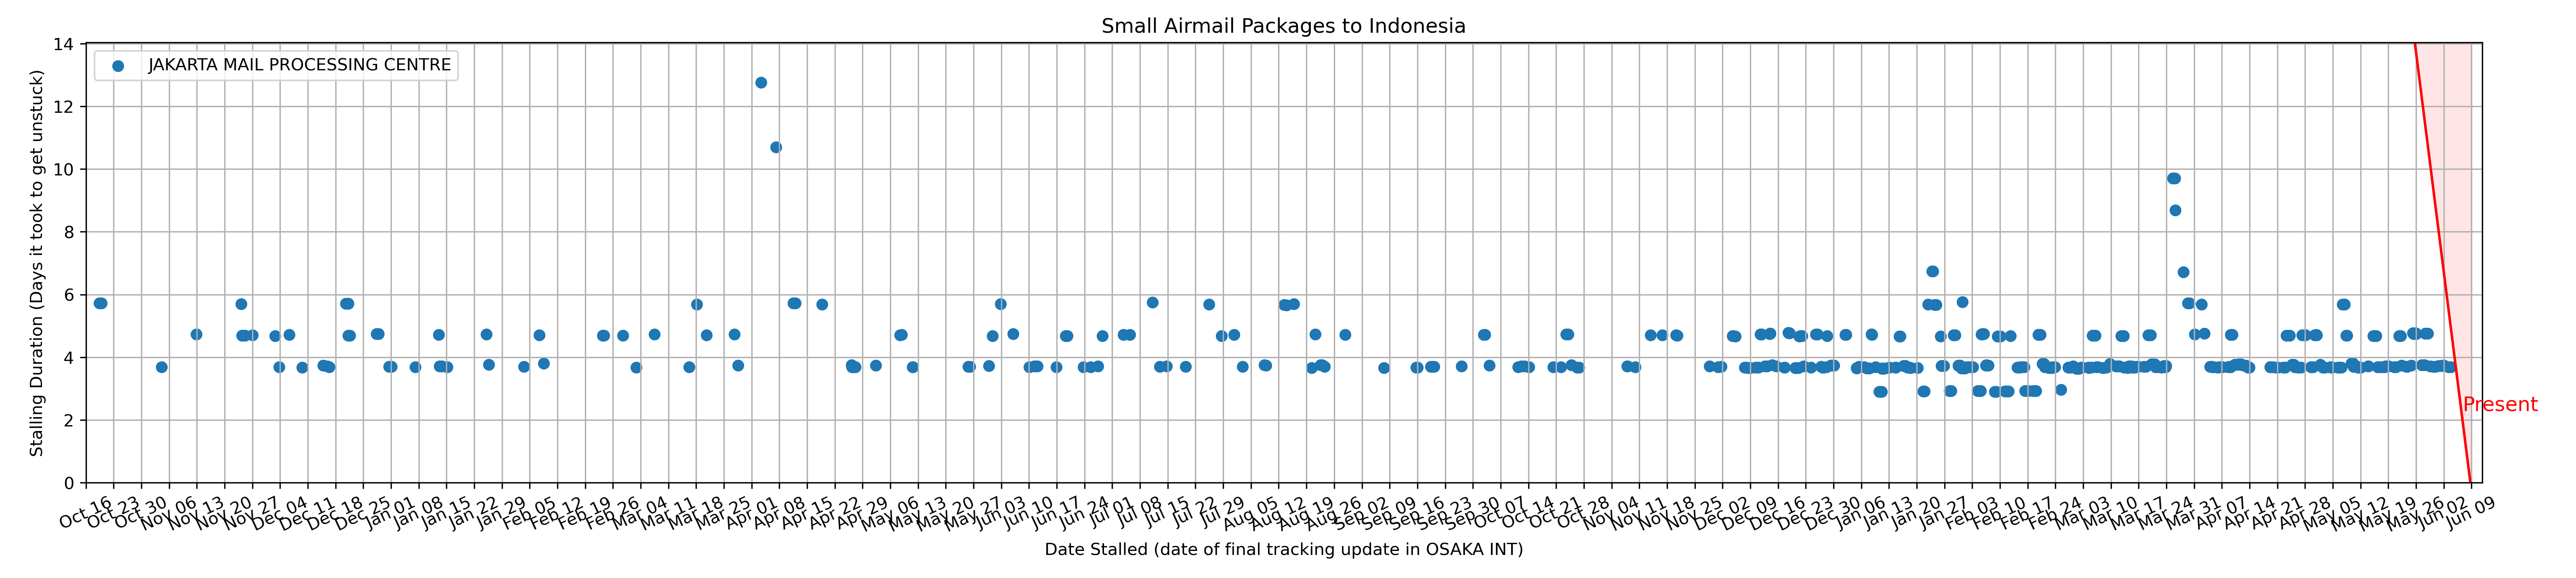 Small Airmail Packages to Indonesia
JAKARTA MAIL PROCESSING CENTRE
Stalling Duration (Days it took to get unstuck)
14
12
10
8
6
4
2
0
Present
Oct 16
Oct 23
Oct 30
Nov 06
Nov 13
Nov 20
Nov 27
Dec 04
Dec 11
Dec 18
Dec 25
Jan 01
Jan 08
Jan 15
Jan 22
Jan 29
Feb 05
Feb 12
Feb 19
Feb 26
Mar 04
Mar 11
Mar 18
Mar 25
Apr 01
Apr 08
Apr 15
Apr 22
Apr 29
May 06
May 13
May 20
May 27
Jun 03
Jun 10
Jun 17
Jun 24
Jul 01
Jul 08
Jul 15
Jul 22
Jul 29
Aug 05
Aug 12
Aug 19
Aug 26
Sep 02
Sep 09
Sep 16
Sep 23
Sep 30
Oct 07
Oct 14
Oct 21
Oct 28
Nov 04
Nov 11
Nov 18
Nov 25
Dec 02
Dec 09
Dec 16
Dec 23
Dec 30
Jan 06
Jan 13
Jan 20
Jan 27
Feb 03
Feb 10
Feb 17
Feb 24
Mar 03
Mar 10
Mar 17
Mar 24
Mar 31
Apr 07
Apr 14
Apr 21
Apr 28
May 05
May 12
May 19
May 26
Jun 02
Jun 09
Date Stalled (date of final tracking update in OSAKA INT)